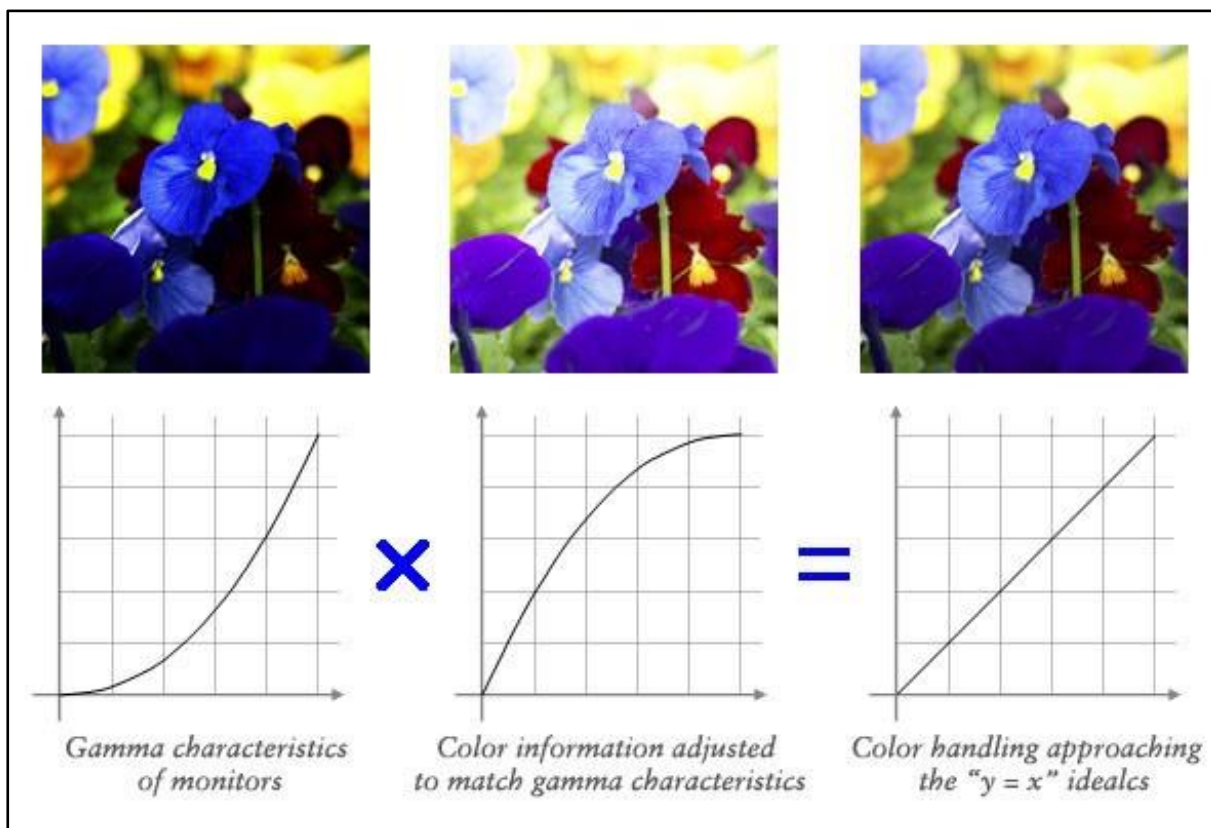 Gamma characteristics
of monitors
×
Color information adjusted
to match gamma characteristics
=
Color handling approaching
the “y = x” idealcs